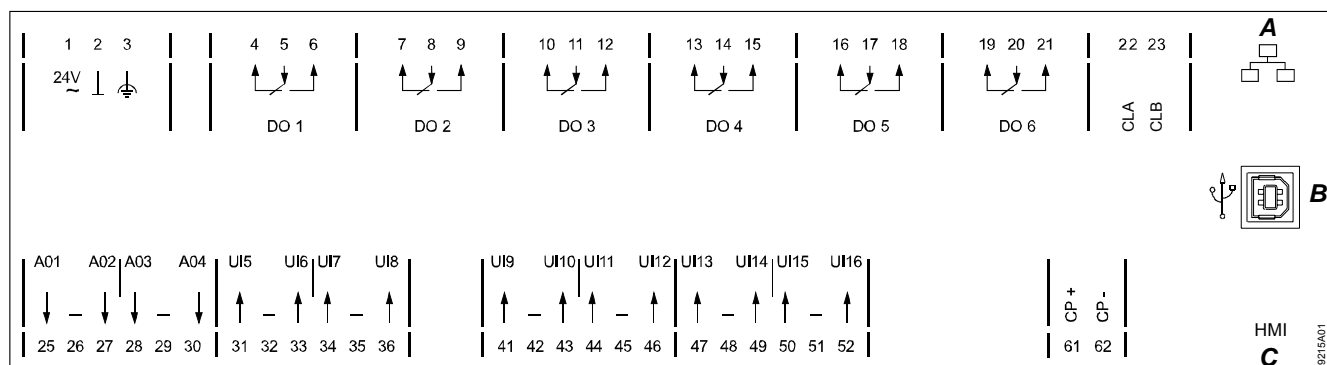 1 2 3 4 5 6 7 8 9 10 11 12 13 14 15 16 17 18 19 20 21 22 23 A
24V
~
DO 1 DO 2 DO 3 DO 4 DO 5 DO 6 CLA CLB
B
A01 A02 A03 A04 UI5 UI6 UI7 UI8 UI9 UI10 UI11 UI12 UI13 UI14 UI15 UI16
CP + CP -
25 26 27 28 29 30 31 32 33 34 35 36 41 42 43 44 45 46 47 48 49 50 51 52 61 62
HMI
C
9215A01